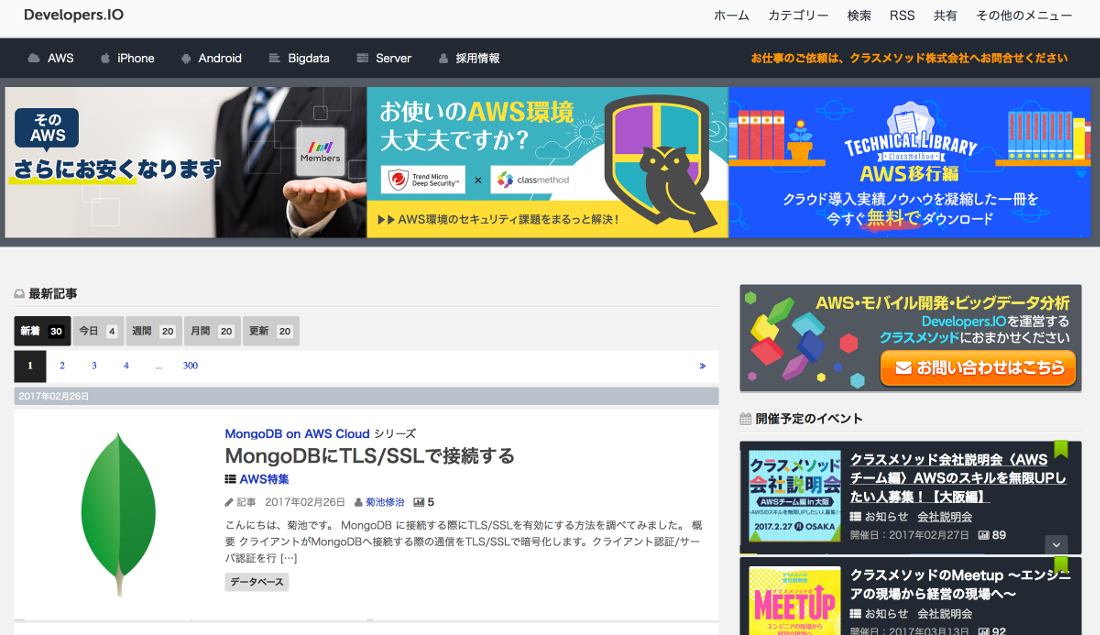 Developers.IO
ホーム カテゴリー 検索 RSS 共有 その他のメニュー
AWS iPhone Android Bigdata Server 採用情報
お仕事のご依頼は、クラスメソッド株式会社へお問合せください
その
AWS
さらにお安くなります
Members
お使いのAWS環境
大丈夫ですか？
Trend Micro
Deep Security™
×
classmethod
▶▶AWS環境のセキュリティ課題をまるっと解決！
TECHNICAL LIBRARY
Classmethod
AWS移行編
クラウド導入実績ノウハウを凝縮した一冊を
今すぐ無料でダウンロード
最新記事
新着 30 今日 4 週間 20 月間 20 更新 20
1 2 3 4 ... 300 »
2017年02月26日
MongoDB on AWS Cloud シリーズ
MongoDBにTLS/SSLで接続する
AWS特集
記事 2017年02月26日 菊池修治 5
こんにちは、菊池です。 MongoDB に接続する際にTLS/SSLを有効にする方法を調べてみました。 概
要 クライアントがMongoDBへ接続する際の通信をTLS/SSLで暗号化します。クライアント認証/サー
バ認証を行 […]
データベース
AWS・モバイル開発・ビッグデータ分析
Developers.IOを運営する
クラスメソッドにおまかせください
お問い合わせはこちら
開催予定のイベント
クラスメソッド
会社説明会
AWSチーム編 in 大阪
-AWSのスキルを無限UPしたい人募集！-
2017.2.27 月 OSAKA
クラスメソッド会社説明会〈AWS
チーム編〉AWSのスキルを無限UPし
たい人募集！【大阪編】
お知らせ 会社説明会
開催日：2017年02月27日 89
クラスメソッド
会社説明会
MEETUP
エンジニアの現場から
経営の現場へ
クラスメソッドのMeetup 〜エンジニ
アの現場から経営の現場へ〜
お知らせ 会社説明会
開催日：2017年03月13日 92